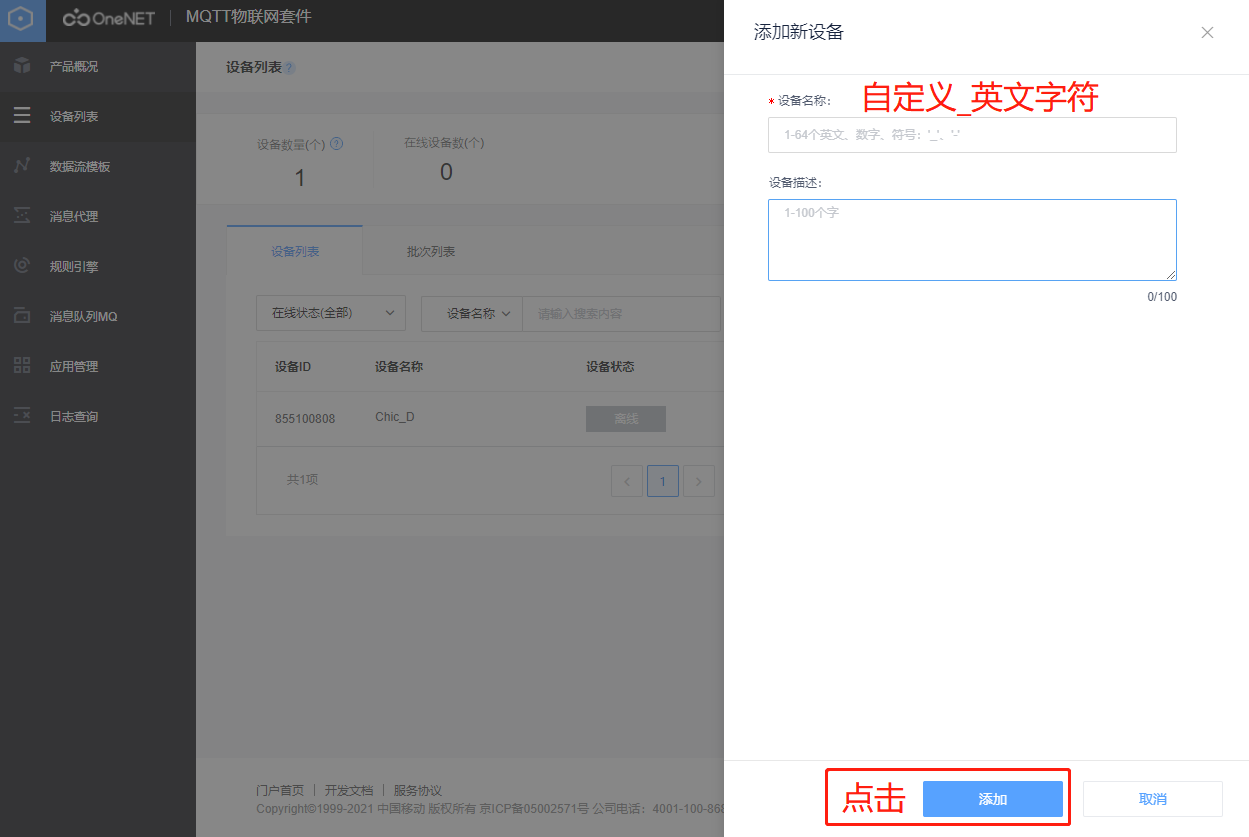 OneNET | MQTT物联网套件
产品概况
设备列表
数据流模板
消息代理
规则引擎
消息队列MQ
应用管理
日志查询
设备列表?
设备数量(个) ?
1
在线设备数(个)
0
设备列表 批次列表
在线状态(全部) 设备名称 请输入搜索内容
设备ID 设备名称 设备状态
855100808 Chic_D 离线
共1项 < 1 >
门户首页 | 开发文档 | 服务协议
Copyright©1999-2021 中国移动 版权所有 京ICP备05002571号 公司电话：4001-100-868
添加新设备
* 设备名称: 自定义_英文字符
1-64个英文、数字、符号：'_'、'-'
设备描述:
1-100个字
0/100
点击 添加 取消